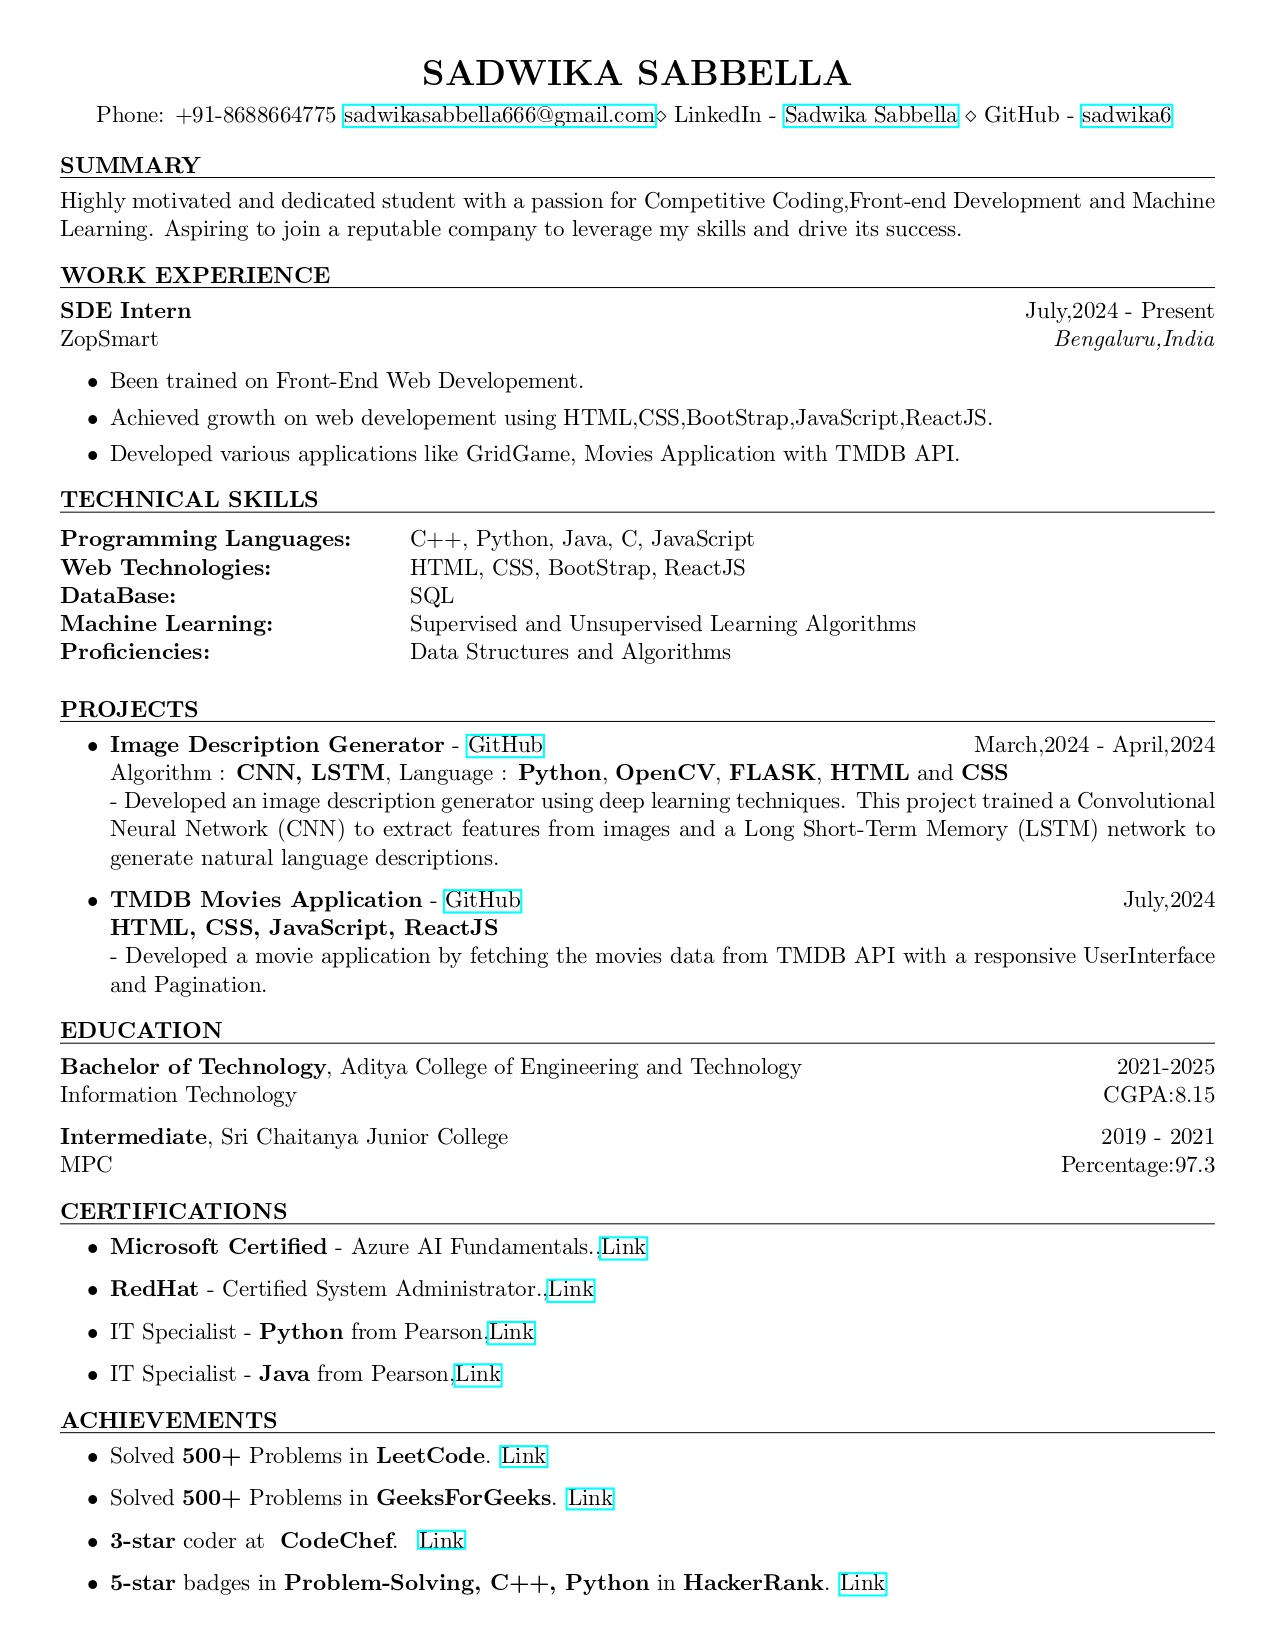 SADWIKA SABBELLA
Phone: +91-8688664775 sadwikasabbella666@gmail.com⋄ LinkedIn - Sadwika Sabbella ⋄ GitHub - sadwika6
SUMMARY
Highly motivated and dedicated student with a passion for Competitive Coding,Front-end Development and Machine
Learning. Aspiring to join a reputable company to leverage my skills and drive its success.
WORK EXPERIENCE
SDE Intern July,2024 - Present
ZopSmart Bengaluru,India
• Been trained on Front-End Web Developement.
• Achieved growth on web developement using HTML,CSS,BootStrap,JavaScript,ReactJS.
• Developed various applications like GridGame, Movies Application with TMDB API.
TECHNICAL SKILLS
Programming Languages: C++, Python, Java, C, JavaScript
Web Technologies: HTML, CSS, BootStrap, ReactJS
DataBase: SQL
Machine Learning: Supervised and Unsupervised Learning Algorithms
Proficiencies: Data Structures and Algorithms
PROJECTS
• Image Description Generator - GitHub March,2024 - April,2024
Algorithm : CNN, LSTM, Language : Python, OpenCV, FLASK, HTML and CSS
- Developed an image description generator using deep learning techniques. This project trained a Convolutional
Neural Network (CNN) to extract features from images and a Long Short-Term Memory (LSTM) network to
generate natural language descriptions.
• TMDB Movies Application - GitHub July,2024
HTML, CSS, JavaScript, ReactJS
- Developed a movie application by fetching the movies data from TMDB API with a responsive UserInterface
and Pagination.
EDUCATION
Bachelor of Technology, Aditya College of Engineering and Technology 2021-2025
Information Technology CGPA:8.15
Intermediate, Sri Chaitanya Junior College 2019 - 2021
MPC Percentage:97.3
CERTIFICATIONS
• Microsoft Certified - Azure AI Fundamentals.,Link
• RedHat - Certified System Administrator.,Link
• IT Specialist - Python from Pearson,Link
• IT Specialist - Java from Pearson,Link
ACHIEVEMENTS
• Solved 500+ Problems in LeetCode. Link
• Solved 500+ Problems in GeeksForGeeks. Link
• 3-star coder at CodeChef. Link
• 5-star badges in Problem-Solving, C++, Python in HackerRank. Link